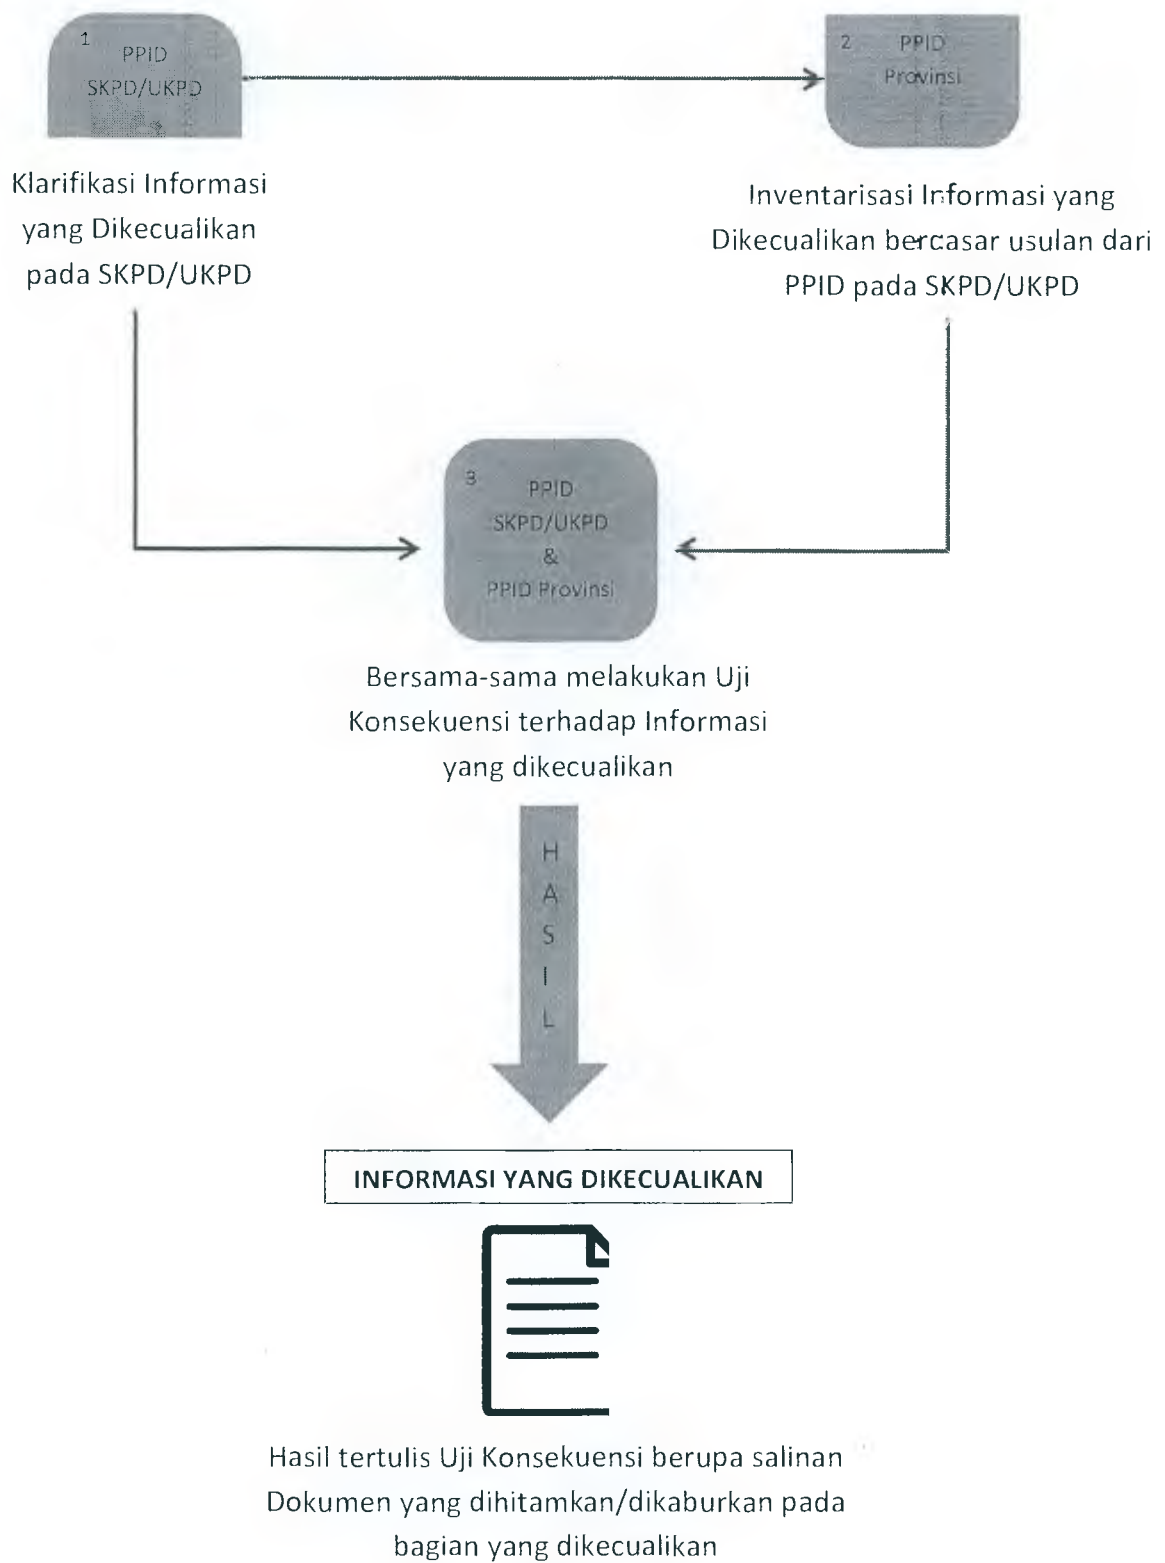 1
PPID
SKPD/UKPD
2 PPID
Provinsi
Klarifikasi Informasi
yang Dikecualikan
pada SKPD/UKPD
Inventarisasi Informasi yang
Dikecualikan bercasar usulan dari
PPID pada SKPD/UKPD
3
PPID
SKPD/UKPD
&
PPID Provinsi
Bersama-sama melakukan Uji
Konsekuensi terhadap Informasi
yang dikecualikan
H
A
S
I
L
INFORMASI YANG DIKECUALIKAN
Hasil tertulis Uji Konsekuensi berupa salinan
Dokumen yang dihitamkan/dikaburkan pada
bagian yang dikecualikan